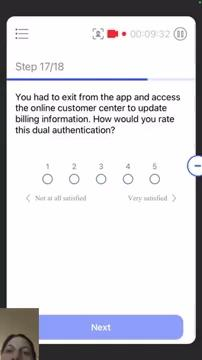 00:09:32
Step 17/18
You had to exit from the app and access
the online customer center to update
billing information. How would you rate
this dual authentication?
1 2 3 4 5
Not at all satisfied Very satisfied
Next